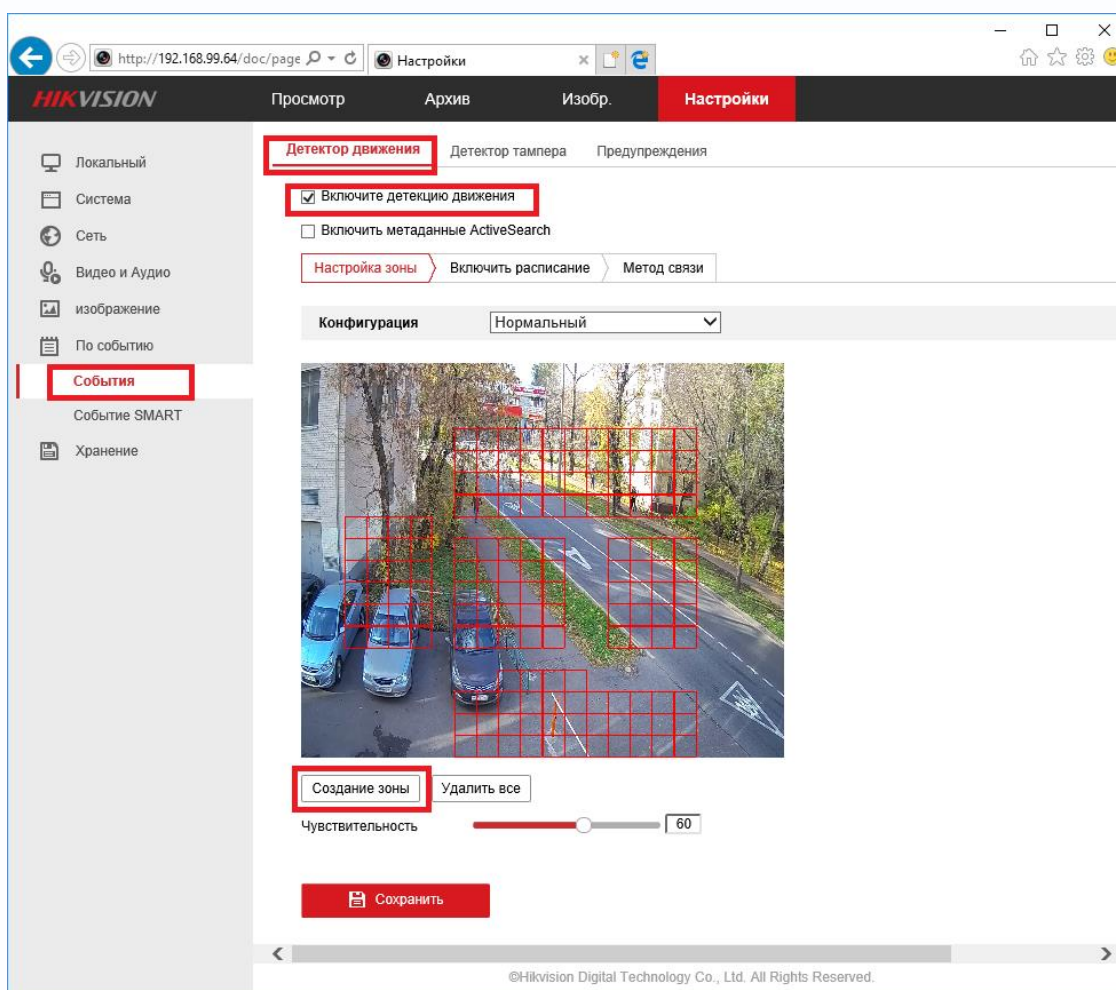 http://192.168.99.64/doc/page
Настройки
HIKVISION
Просмотр
Архив
Изобр.
Настройки
Локальный
Система
Сеть
Видео и Аудио
изображение
По событию
События
Событие SMART
Хранение
Детектор движения
Детектор тампера
Предупреждения
Включите детекцию движения
Включить метаданные ActiveSearch
Настройка зоны
Включить расписание
Метод связи
Конфигурация
Нормальный
Создание зоны
Удалить все
Чувствительность
60
Сохранить
©Hikvision Digital Technology Co., Ltd. All Rights Reserved.